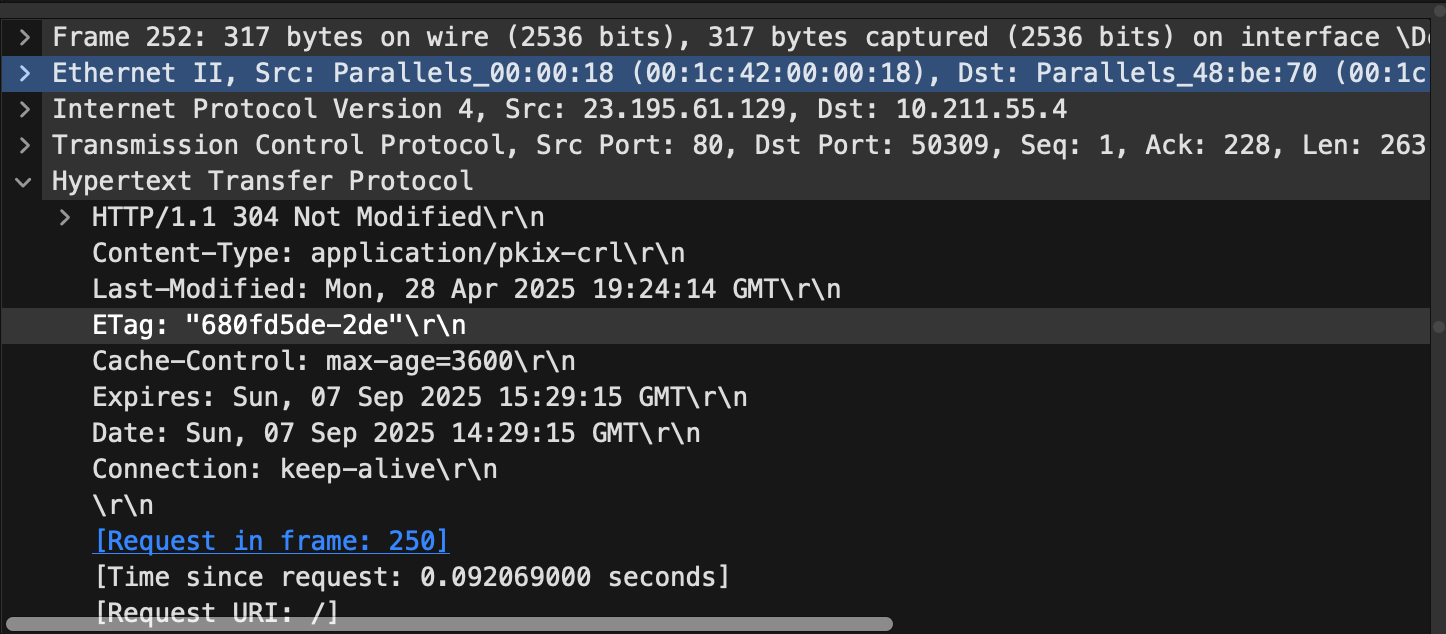 Frame 252: 317 bytes on wire (2536 bits), 317 bytes captured (2536 bits) on interface
Ethernet II, Src: Parallels_00:00:18 (00:1c:42:00:00:18), Dst: Parallels_48:be:70 (00:1c
Internet Protocol Version 4, Src: 23.195.61.129, Dst: 10.211.55.4
Transmission Control Protocol, Src Port: 80, Dst Port: 50309, Seq: 1, Ack: 228, Len: 263
Hypertext Transfer Protocol
HTTP/1.1 304 Not Modified\r\n
Content-Type: application/pkix-crl\r\n
Last-Modified: Mon, 28 Apr 2025 19:24:14 GMT\r\n
ETag: "680fd5de-2de"\r\n
Cache-Control: max-age=3600\r\n
Expires: Sun, 07 Sep 2025 15:29:15 GMT\r\n
Date: Sun, 07 Sep 2025 14:29:15 GMT\r\n
Connection: keep-alive\r\n
\r\n
[Request in frame: 250]
[Time since request: 0.092069000 seconds]
[Request URI: /]